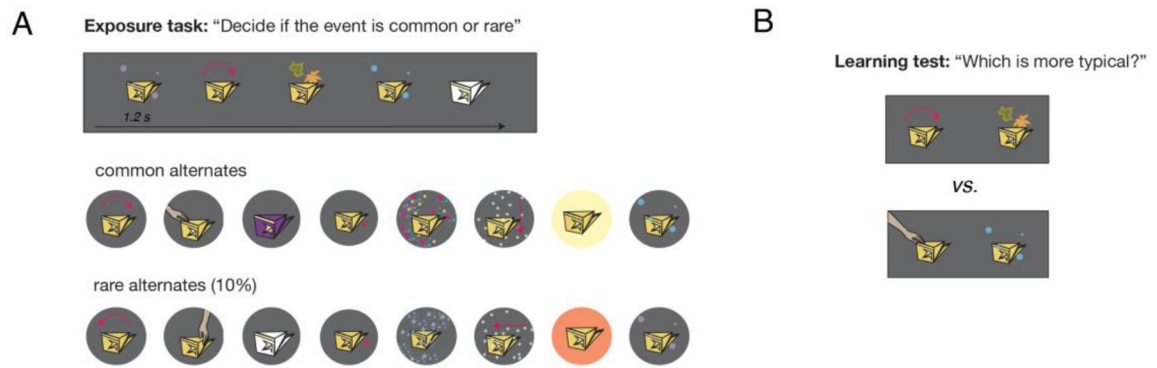 A
Exposure task: “Decide if the event is common or rare”
1.2 s
common alternates
rare alternates (10%)
B
Learning test: “Which is more typical?”
vs.